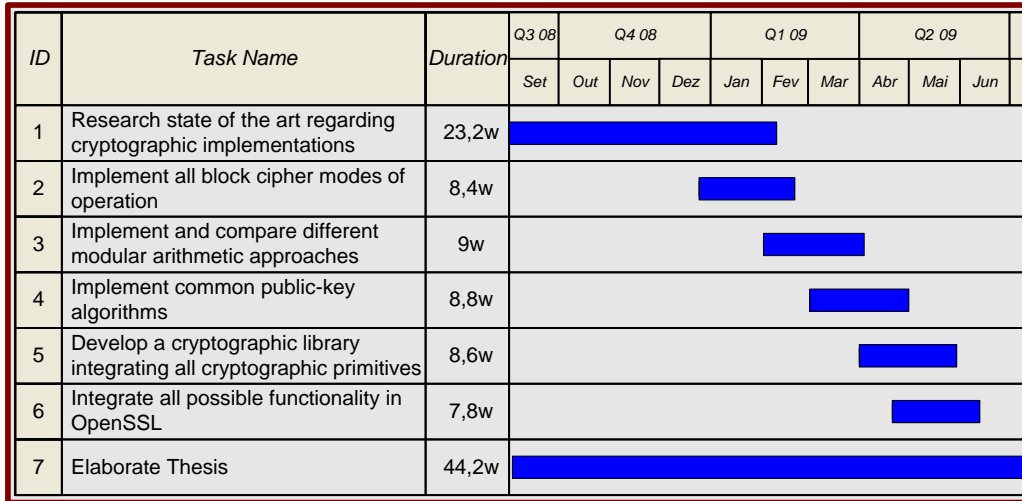 ID Task Name Duration Q3 08 Q4 08 Q1 09 Q2 09
Set Out Nov Dez Jan Fev Mar Abr Mai Jun
1 Research state of the art regarding
cryptographic implementations 23,2w
2 Implement all block cipher modes of
operation 8,4w
3 Implement and compare different
modular arithmetic approaches 9w
4 Implement common public-key
algorithms 8,8w
5 Develop a cryptographic library
integrating all cryptographic primitives 8,6w
6 Integrate all possible functionality in
OpenSSL 7,8w
7 Elaborate Thesis 44,2w